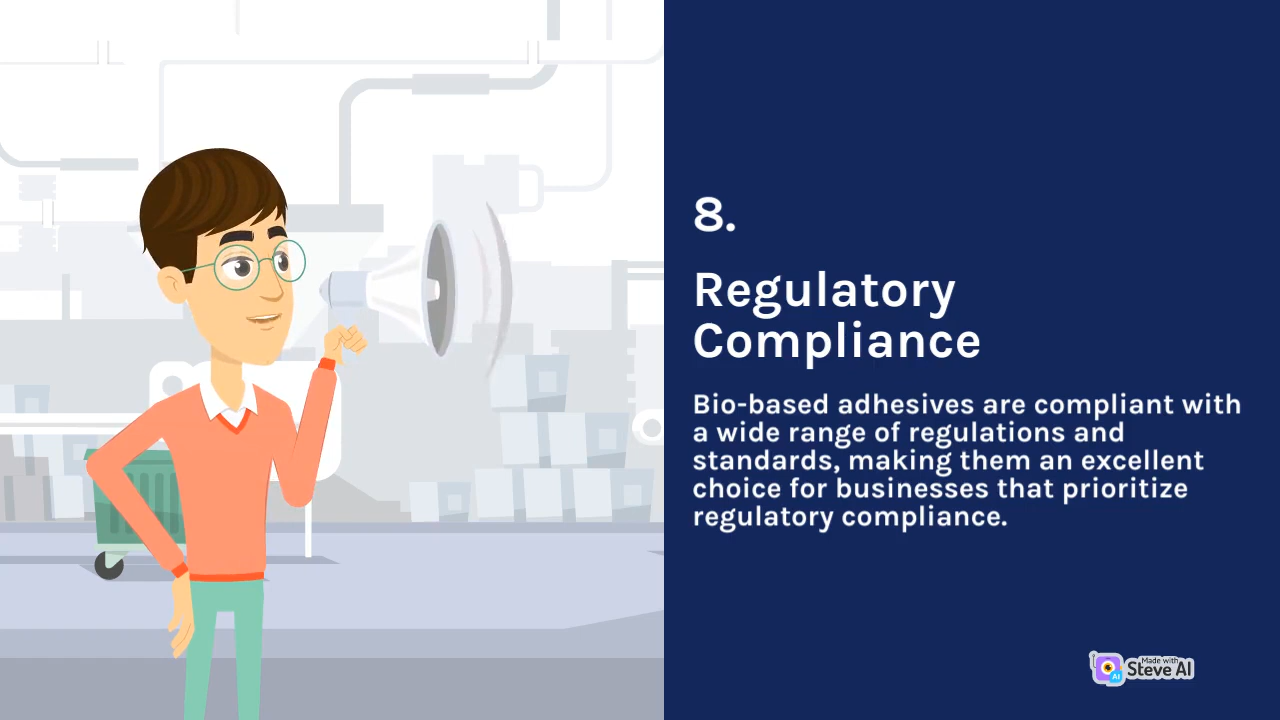 8.
Regulatory
Compliance
Bio-based adhesives are compliant with
a wide range of regulations and
standards, making them an excellent
choice for businesses that prioritize
regulatory compliance.
Made with
Steve AI
AI